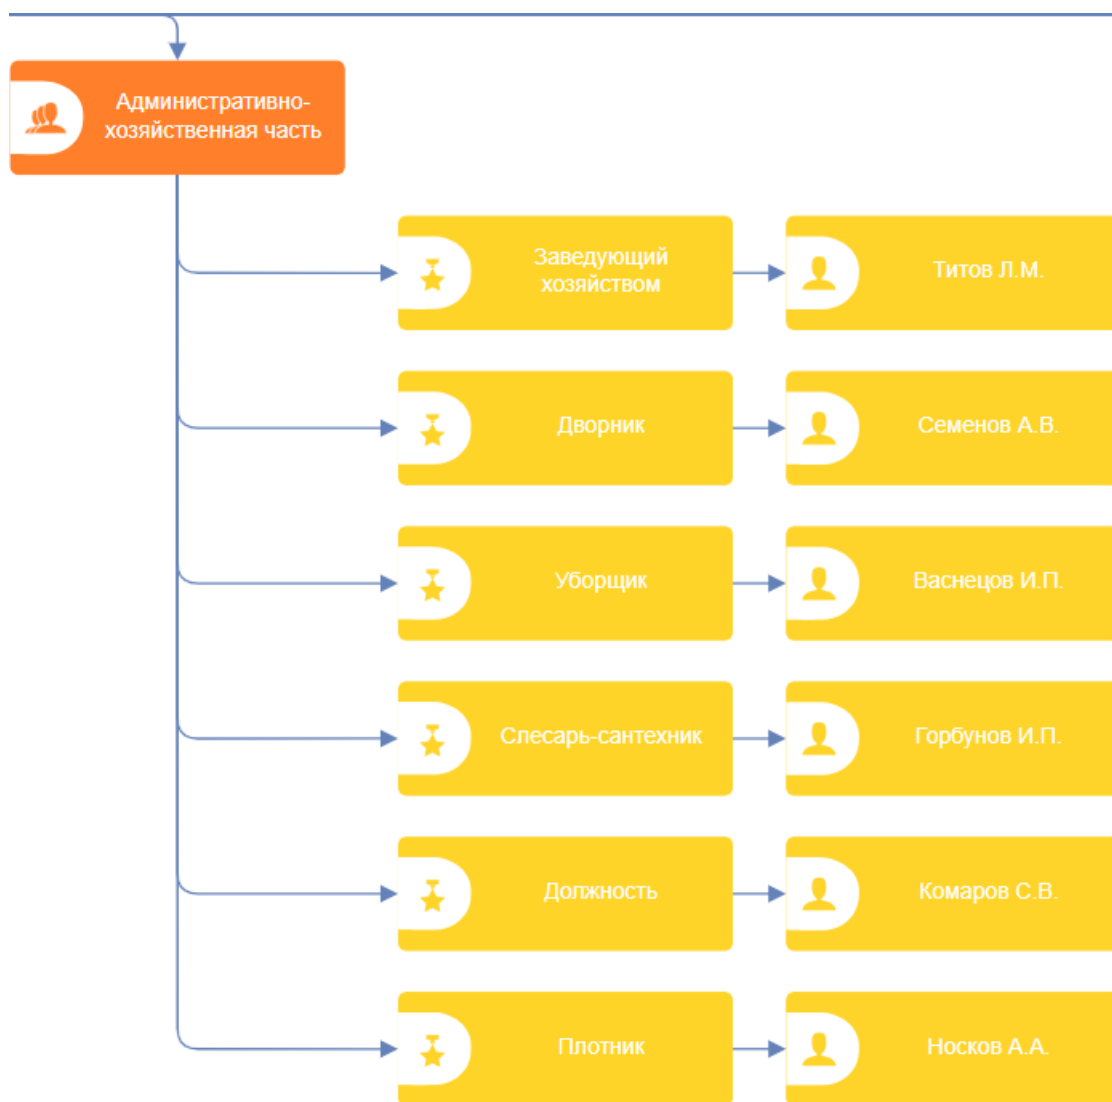 Административно-
хозяйственная часть
Заведующий
хозяйством
Титов Л.М.
Дворник
Семенов А.В.
Уборщик
Васнецов И.П.
Слесарь-сантехник
Горбунов И.П.
Должность
Комаров С.В.
Плотник
Носков А.А.